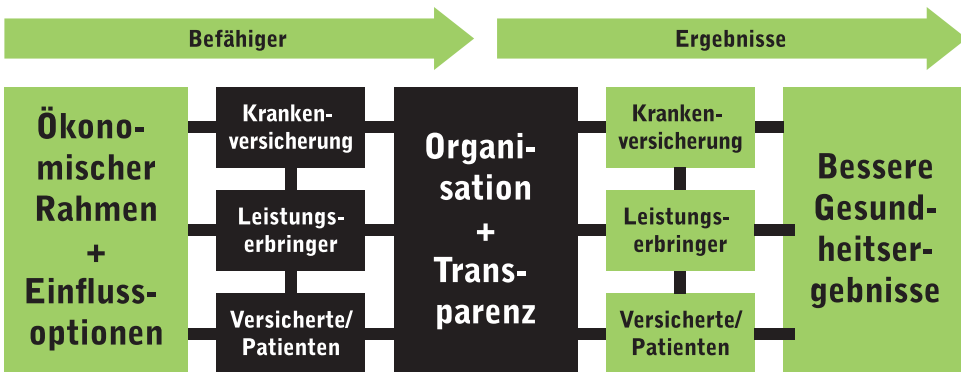 Befähiger
Ergebnisse
Ökono-
mischer
Rahmen
+
Einfluss-
optionen
Kranken-
versicherung
Leistungs-
erbringer
Versicherte/
Patienten
Organi-
sation
+
Trans-
parenz
Kranken-
versicherung
Leistungs-
erbringer
Versicherte/
Patienten
Bessere
Gesund-
heitser-
gebnisse